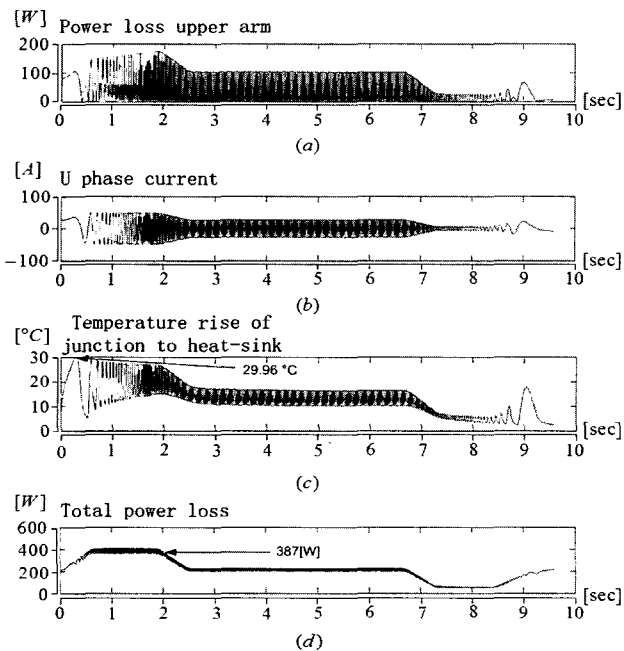 [W] Power loss upper arm
200
100
0
0 1 2 3 4 5 6 7 8 9 10 [sec]
(a)
[A] U phase current
100
0
−100
0 1 2 3 4 5 6 7 8 9 10 [sec]
(b)
[°C] Temperature rise of
junction to heat-sink
30
29.96 °C
20
10
0
0 1 2 3 4 5 6 7 8 9 10 [sec]
(c)
[W] Total power loss
600
400
387[W]
200
0
0 1 2 3 4 5 6 7 8 9 10 [sec]
(d)